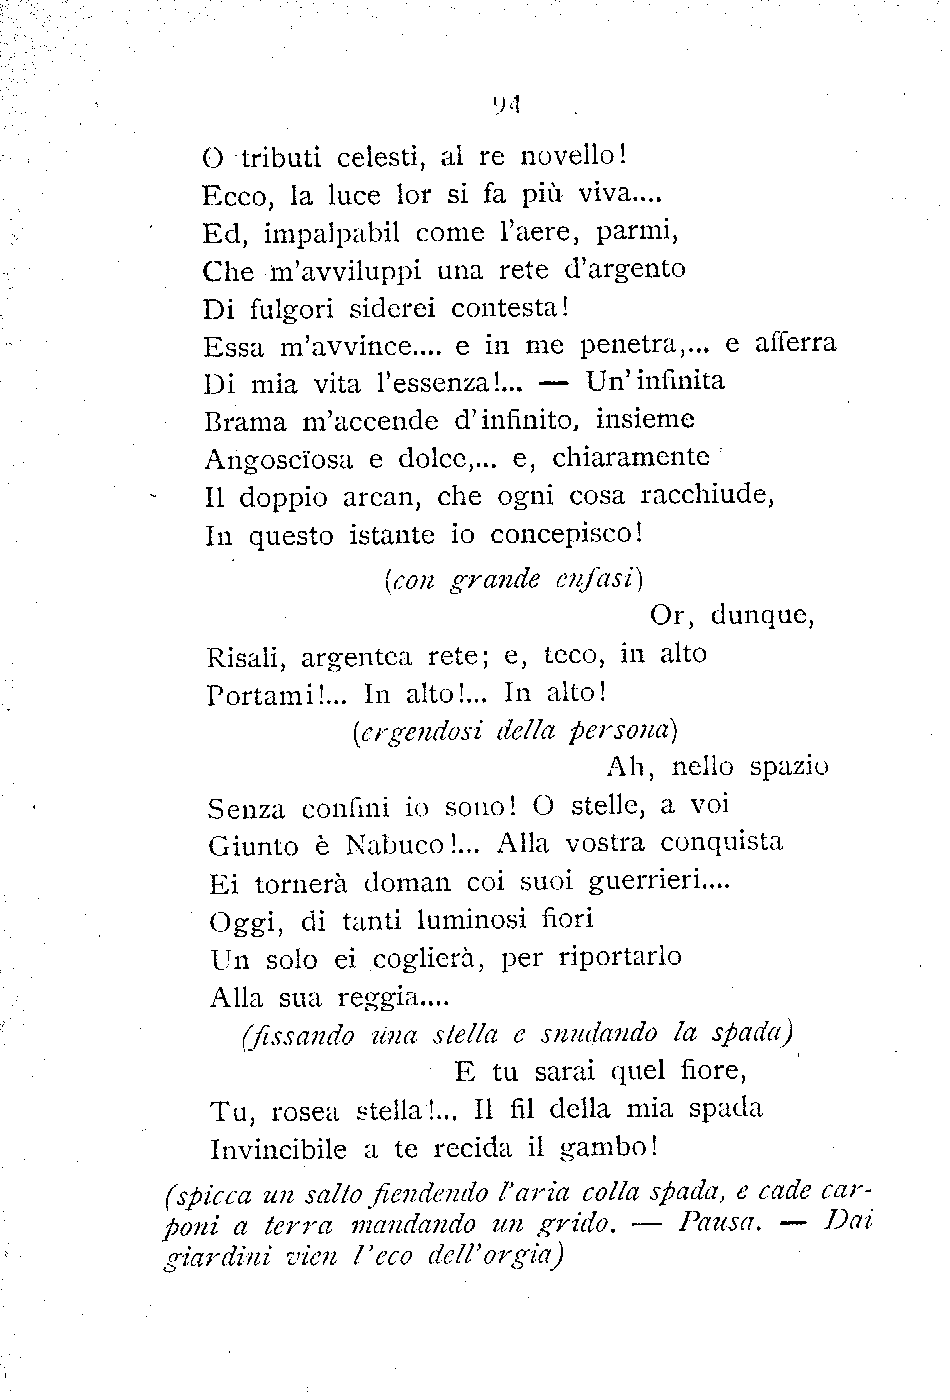 94
O tributi celesti, al re novello!
Ecco, la luce lor si fa più viva....
Ed, impalpabil come l'aere, parmi,
Che m'avviluppi una rete d'argento
Di fulgori siderei contesta!
Essa m'avvince.... e in me penetra,... e afferra
Di mia vita l'essenza!... — Un' infinita
Brama m'accende d'infinito, insieme
Angoscïosa e dolce,... e, chiaramente
Il doppio arcan, che ogni cosa racchiude,
In questo istante io concepisco!
(con grande enfasi)
Or, dunque,
Risali, argentea rete; e, teco, in alto
Portami!... In alto!... In alto!
(ergendosi della persona)
Ah, nello spazio
Senza confini io sono! O stelle, a voi
Giunto è Nabuco!... Alla vostra conquista
Ei tornerà doman coi suoi guerrieri....
Oggi, di tanti luminosi fiori
Un solo ei coglierà, per riportarlo
Alla sua reggia....
(fissando una stella e snudando la spada)
E tu sarai quel fiore,
Tu, rosea stella!... Il fil della mia spada
Invincibile a te recida il gambo!
(spicca un salto fiendendo l'aria colla spada, e cade car-
poni a terra mandando un grido. — Pausa. — Dai
giardini vien l'eco dell'orgia)